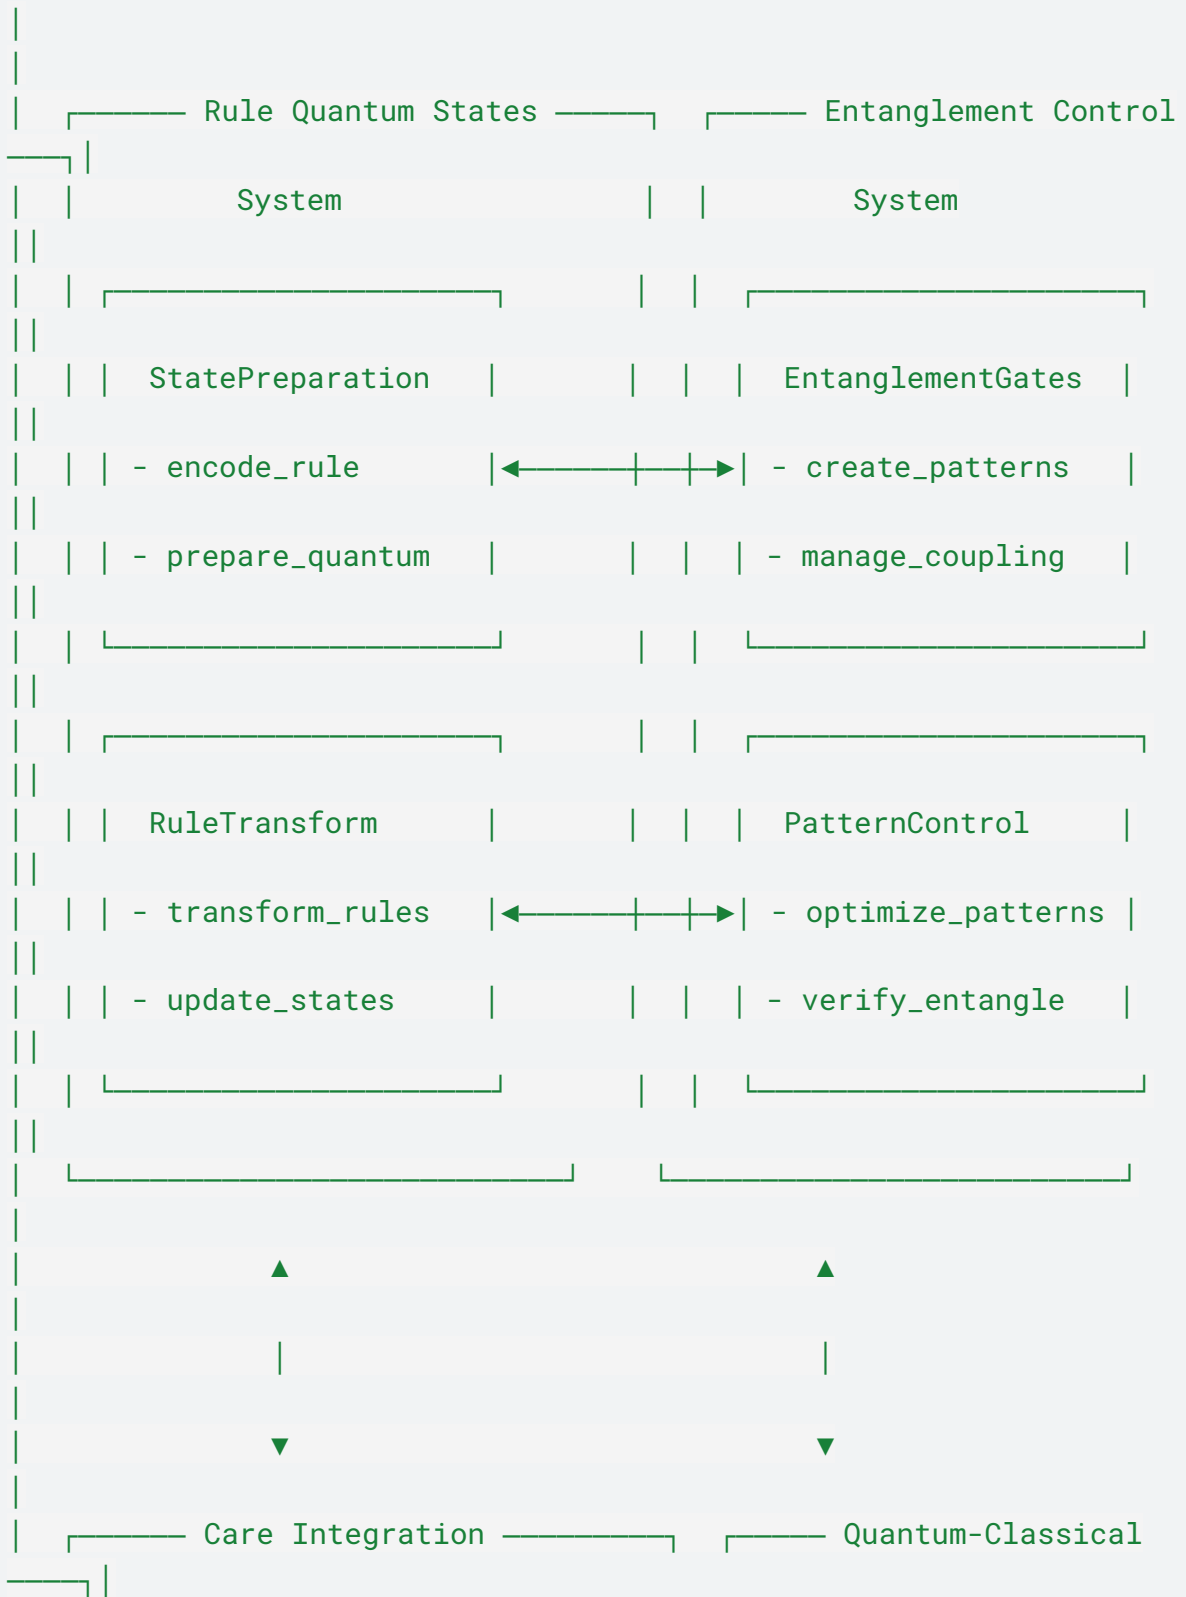 │
│
│  ┌────── Rule Quantum States ─────┐  ┌───── Entanglement Control
───┐│
│  │         System                 │  │        System
││
│  │ ┌─────────────────────┐       │  │  ┌─────────────────────┐
││
│  │ │  StatePreparation   │       │  │  │  EntanglementGates  │
││
│  │ │ - encode_rule       │◄──────┼──┼─►│ - create_patterns   │
││
│  │ │ - prepare_quantum   │       │  │  │ - manage_coupling   │
││
│  │ └─────────────────────┘       │  │  └─────────────────────┘
││
│  │ ┌─────────────────────┐       │  │  ┌─────────────────────┐
││
│  │ │  RuleTransform      │       │  │  │  PatternControl     │
││
│  │ │ - transform_rules   │◄──────┼──┼─►│ - optimize_patterns │
││
│  │ │ - update_states     │       │  │  │ - verify_entangle   │
││
│  │ └─────────────────────┘       │  │  └─────────────────────┘
││
│  └───────────────────────────┘    └─────────────────────────┘
│
│              ▲                             ▲
│
│              │                             │
│
│              ▼                             ▼
│
│  ┌────── Care Integration ─────────┐  ┌───── Quantum-Classical
────┐│